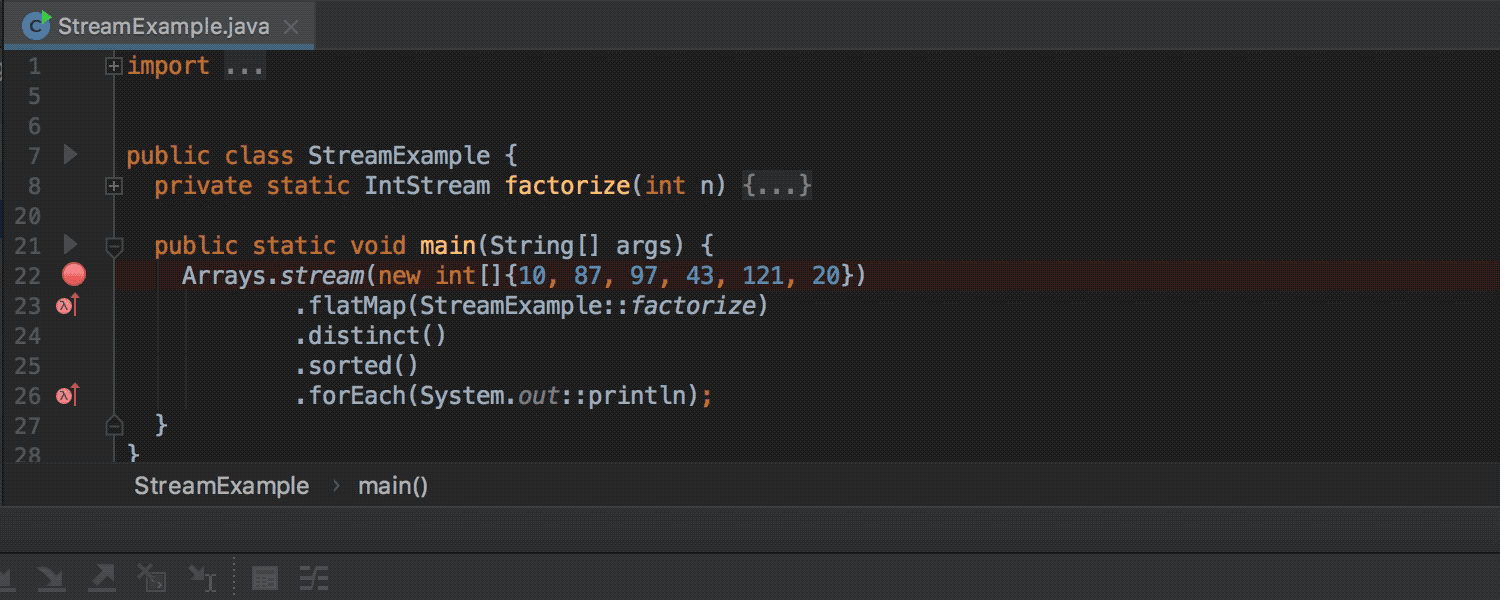 StreamExample.java
1 import ...
5
6
7 public class StreamExample {
8 private static IntStream factorize(int n) {...}
20
21 public static void main(String[] args) {
22 Arrays.stream(new int[]{10, 87, 97, 43, 121, 20})
23 .flatMap(StreamExample::factorize)
24 .distinct()
25 .sorted()
26 .forEach(System.out::println);
27 }
28 }
StreamExample › main()